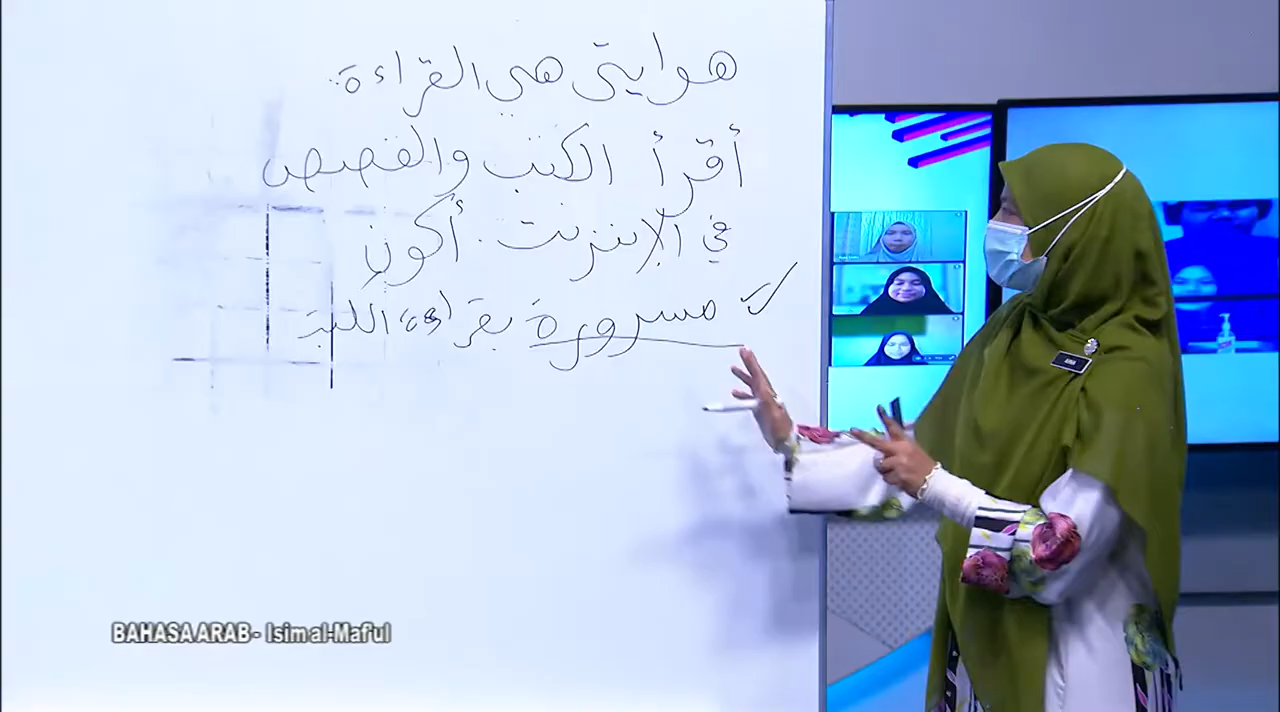 هوايتي هي القراءة.
أقرأ الكتب والقصص
في الإنترنت. أكون
مسرورة بقراءة الكتب
BAHASA ARAB - Isim al-Maf'ul